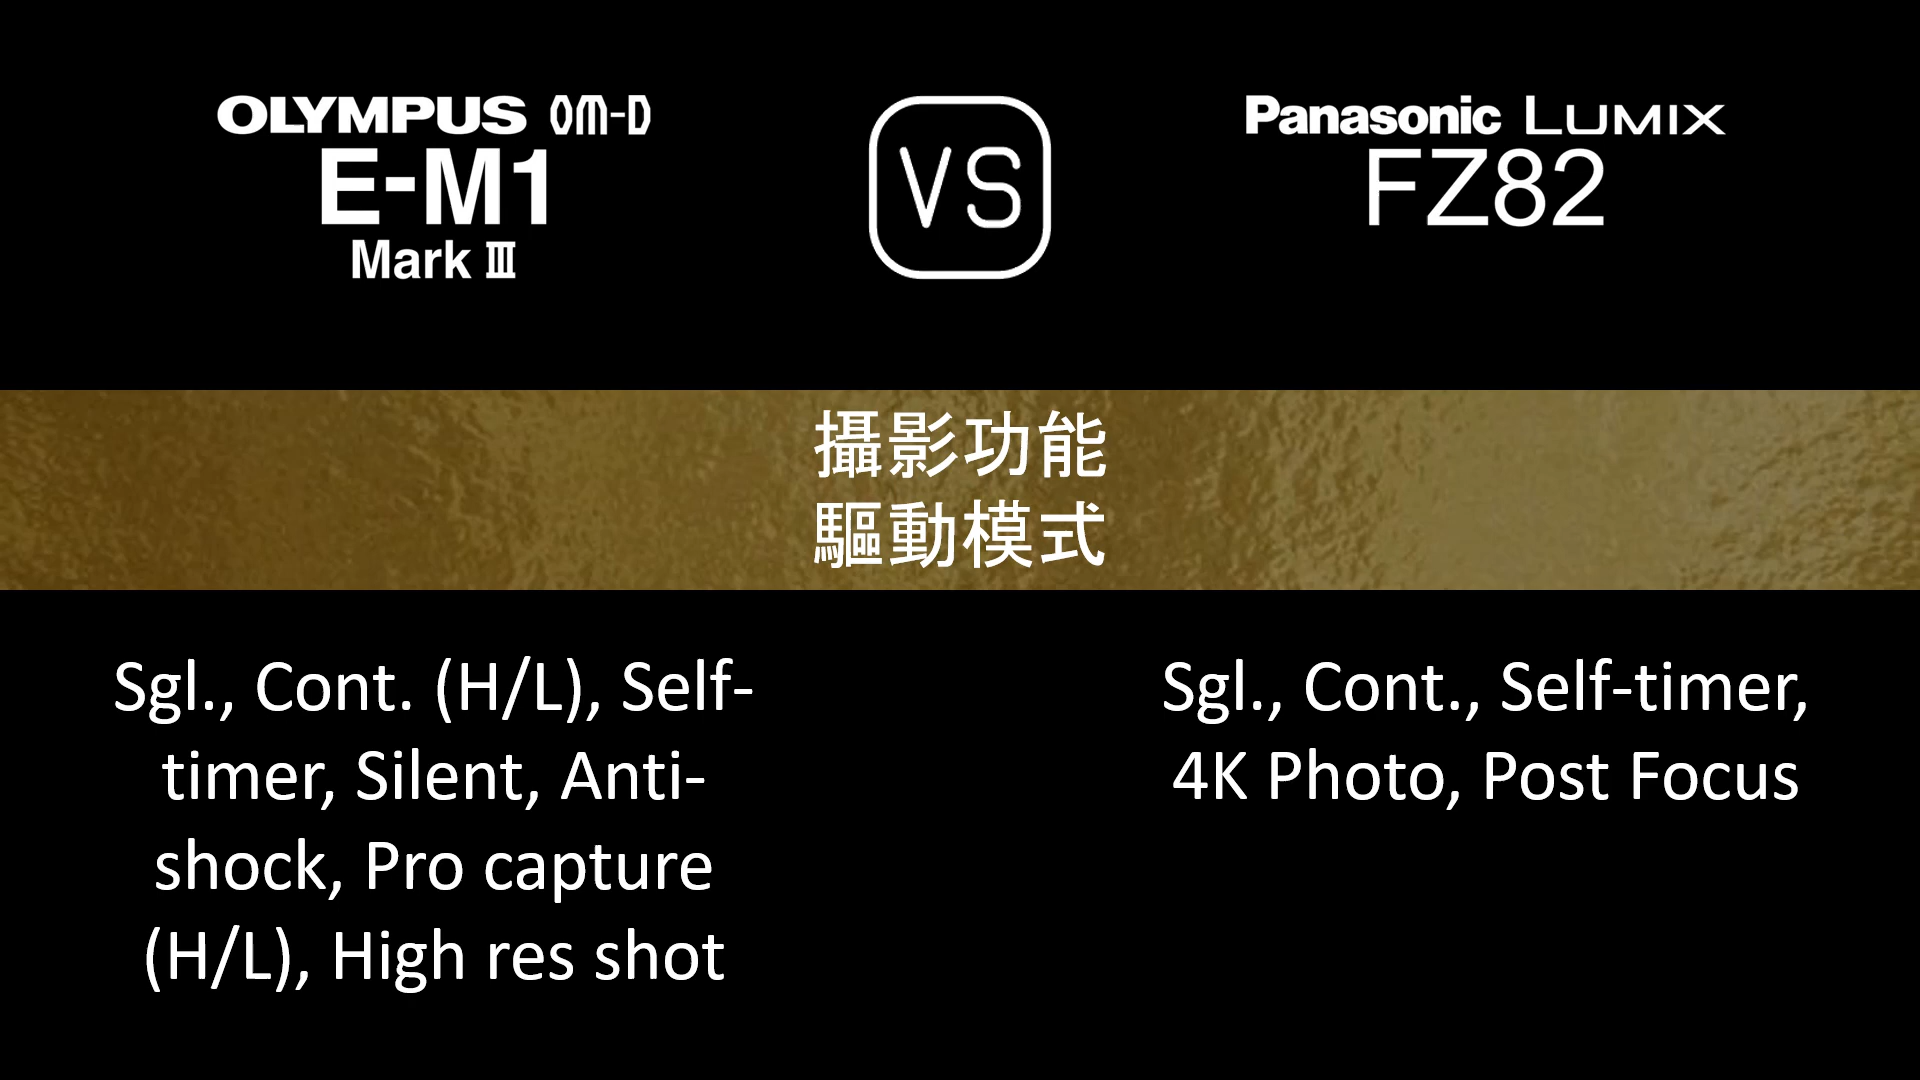 OLYMPUS OM-D
E-M1
Mark III
VS
Panasonic LUMIX
FZ82
攝影功能
驅動模式
Sgl., Cont. (H/L), Self-
timer, Silent, Anti-
shock, Pro capture
(H/L), High res shot
Sgl., Cont., Self-timer,
4K Photo, Post Focus